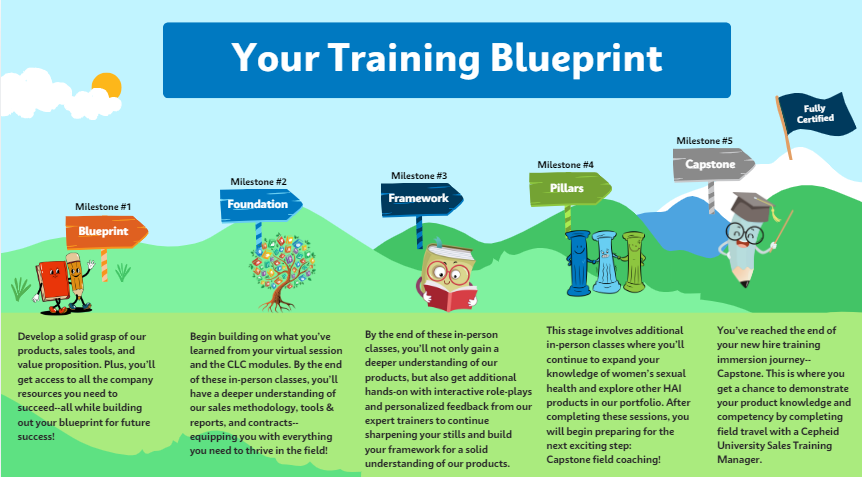 Your Training Blueprint
Fully
Certified
Milestone #1
Blueprint
Milestone #2
Foundation
Milestone #3
Framework
Milestone #4
Pillars
Milestone #5
Capstone
Develop a solid grasp of our
products, sales tools, and
value proposition. Plus, you'll
get access to all the company
resources you need to
succeed--all while building
out your blueprint for future
success!
Begin building on what you've
learned from your virtual session
and the CLC modules. By the end
of these in-person classes, you'll
have a deeper understanding of
our sales methodology, tools &
reports, and contracts--
equipping you with everything
you need to thrive in the field!
By the end of these in-person
classes, you'll not only gain a
deeper understanding of our
products, but also get additional
hands-on with interactive role-plays
and personalized feedback from our
expert trainers to continue
sharpening your stills and build
your framework for a solid
understanding of our products.
This stage involves additional
in-person classes where you'll
continue to expand your
knowledge of women's sexual
health and explore other HAI
products in our portfolio. After
completing these sessions, you
will begin preparing for the
next exciting step:
Capstone field coaching!
You've reached the end of
your new hire training
immersion journey--
Capstone. This is where you
get a chance to demonstrate
your product knowledge and
competency by completing
field travel with a Cepheid
University Sales Training
Manager.